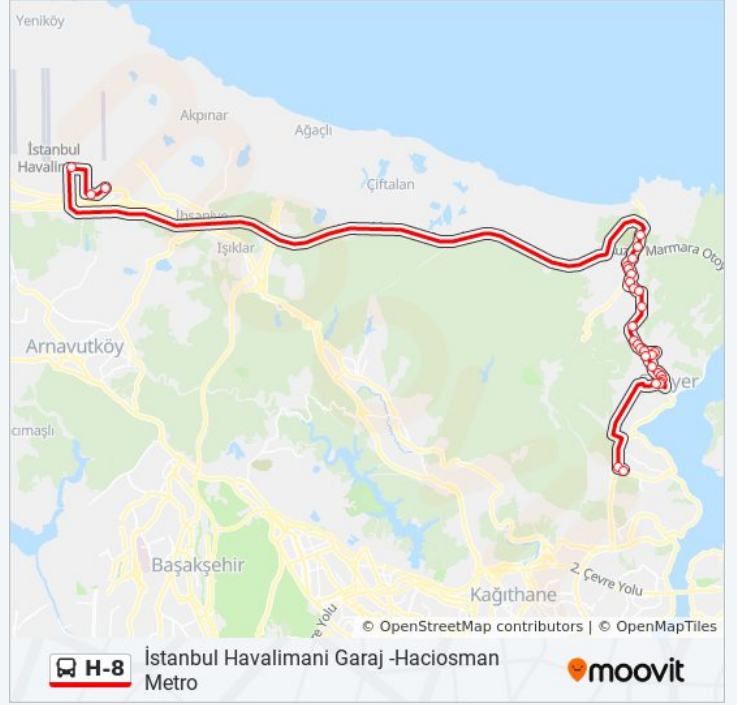 Yeniköy
Akpınar
Ağaçlı
İstanbul
Havalim
Çiftalan
İhsaniye
Işıklar
Marmara Otoy
Arnavutköy
yer
cımaşlı
Başakşehir
2. Çevre Yolu
Kağıthane
e Yolu
© OpenStreetMap contributors | © OpenMapTiles
H-8
İstanbul Havalimani Garaj -Haciosman
Metro
moovit